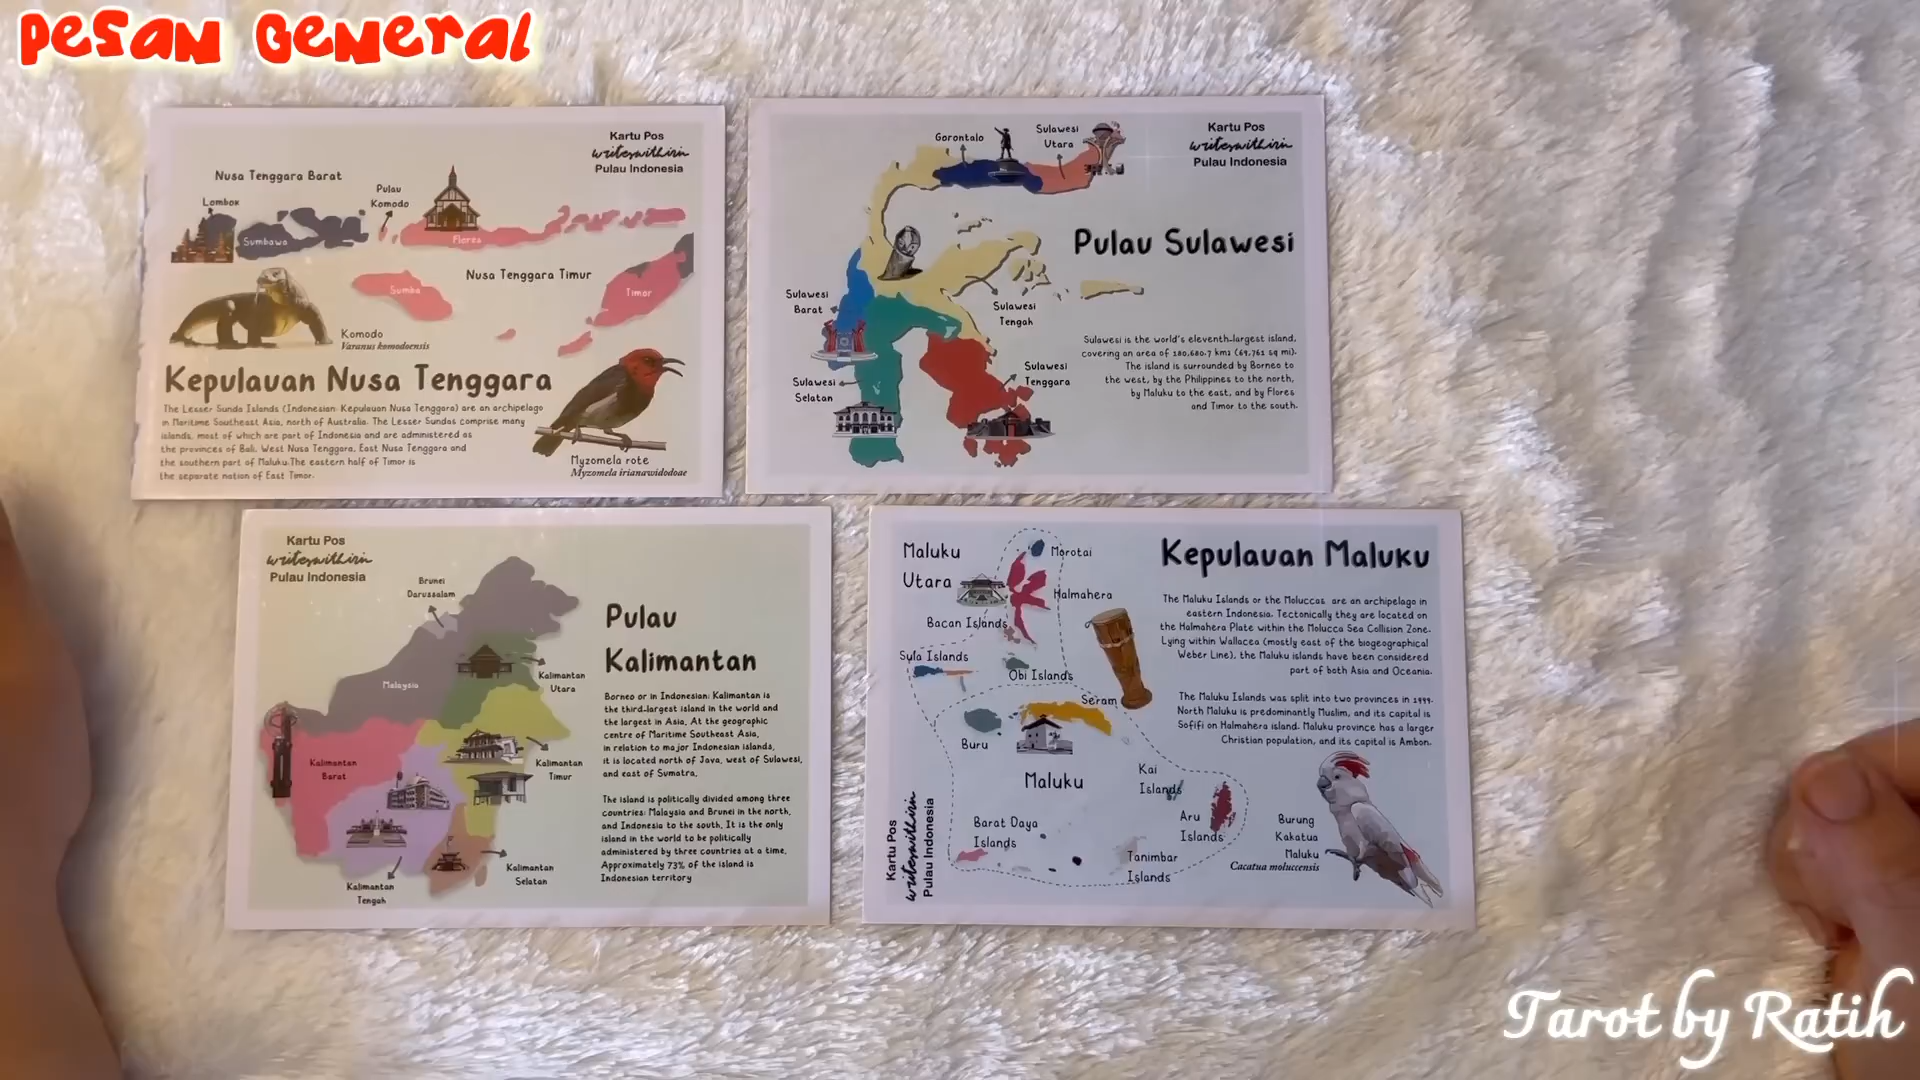 PESAN GENERAL
Kartu Pos
writeswithirin
Pulau Indonesia
Nusa Tenggara Barat
Pulau
Komodo
Lombok
Sumbawa
Flores
Nusa Tenggara Timur
Sumba
Timor
Komodo
Varanus komodoensis
Kepulauan Nusa Tenggara
The Lesser Sunda Islands (Indonesian: Kepulauan Nusa Tenggara) are an archipelago
in Maritime Southeast Asia, north of Australia. The Lesser Sundas comprise many
islands, most of which are part of Indonesia and are administered as
the provinces of Bali, West Nusa Tenggara, East Nusa Tenggara and
the southern part of Maluku.The eastern half of Timor is
the separate nation of East Timor.
Myzomela rote
Myzomela irianawidodoae
Kartu Pos
writeswithirin
Pulau Indonesia
Gorontalo
Sulawesi
Utara
Pulau Sulawesi
Sulawesi
Barat
Sulawesi
Tengah
Sulawesi
Selatan
Sulawesi
Tenggara
Sulawesi is the world's eleventh-largest island,
covering an area of 180,680.7 km2 (69,761 sq mi).
The island is surrounded by Borneo to
the west, by the Philippines to the north,
by Maluku to the east, and by Flores
and Timor to the south.
Kartu Pos
writeswithirin
Pulau Indonesia
Brunei
Darussalam
Malaysia
Kalimantan
Utara
Kalimantan
Barat
Kalimantan
Timur
Kalimantan
Tengah
Kalimantan
Selatan
Pulau
Kalimantan
Borneo or in Indonesian: Kalimantan is
the third-largest island in the world and
the largest in Asia. At the geographic
centre of Maritime Southeast Asia,
in relation to major Indonesian islands,
it is located north of Java, west of Sulawesi,
and east of Sumatra.
The island is politically divided among three
countries: Malaysia and Brunei in the north,
and Indonesia to the south. It is the only
island in the world to be politically
administered by three countries at a time.
Approximately 73% of the island is
Indonesian territory
Maluku
Utara
Morotai
Halmahera
Bacan Islands
Sula Islands
Obi Islands
Seram
Buru
Maluku
Kai
Islands
Aru
Islands
Barat Daya
Islands
Tanimbar
Islands
Kartu Pos
writeswithirin
Pulau Indonesia
Kepulauan Maluku
The Maluku Islands or the Moluccas are an archipelago in
eastern Indonesia. Tectonically they are located on
the Halmahera Plate within the Molucca Sea Collision Zone.
Lying within Wallacea (mostly east of the biogeographical
Weber Line), the Maluku islands have been considered
part of both Asia and Oceania.
The Maluku Islands was split into two provinces in 1999.
North Maluku is predominantly Muslim, and its capital is
Sofifi on Halmahera island. Maluku province has a larger
Christian population, and its capital is Ambon.
Burung
Kakatua
Maluku
Cacatua moluccensis
Tarot by Ratih